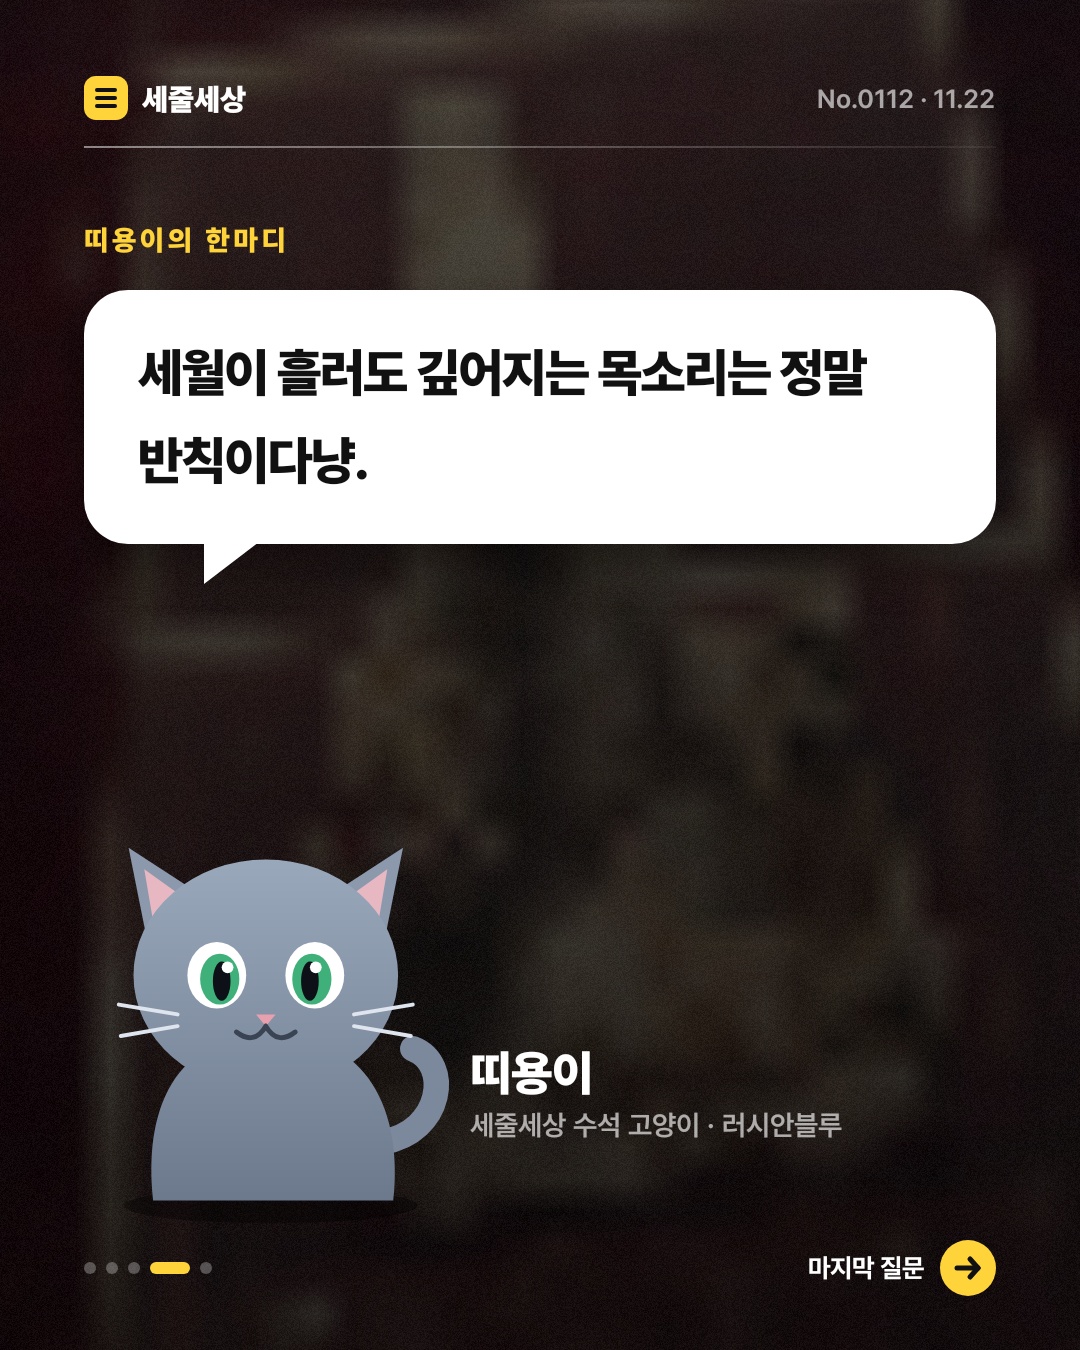 세줄세상
No.0112 · 11.22
띠용이의 한마디
세월이 흘러도 깊어지는 목소리는 정말
반칙이다냥.
띠용이
세줄세상 수석 고양이 · 러시안블루
마지막 질문